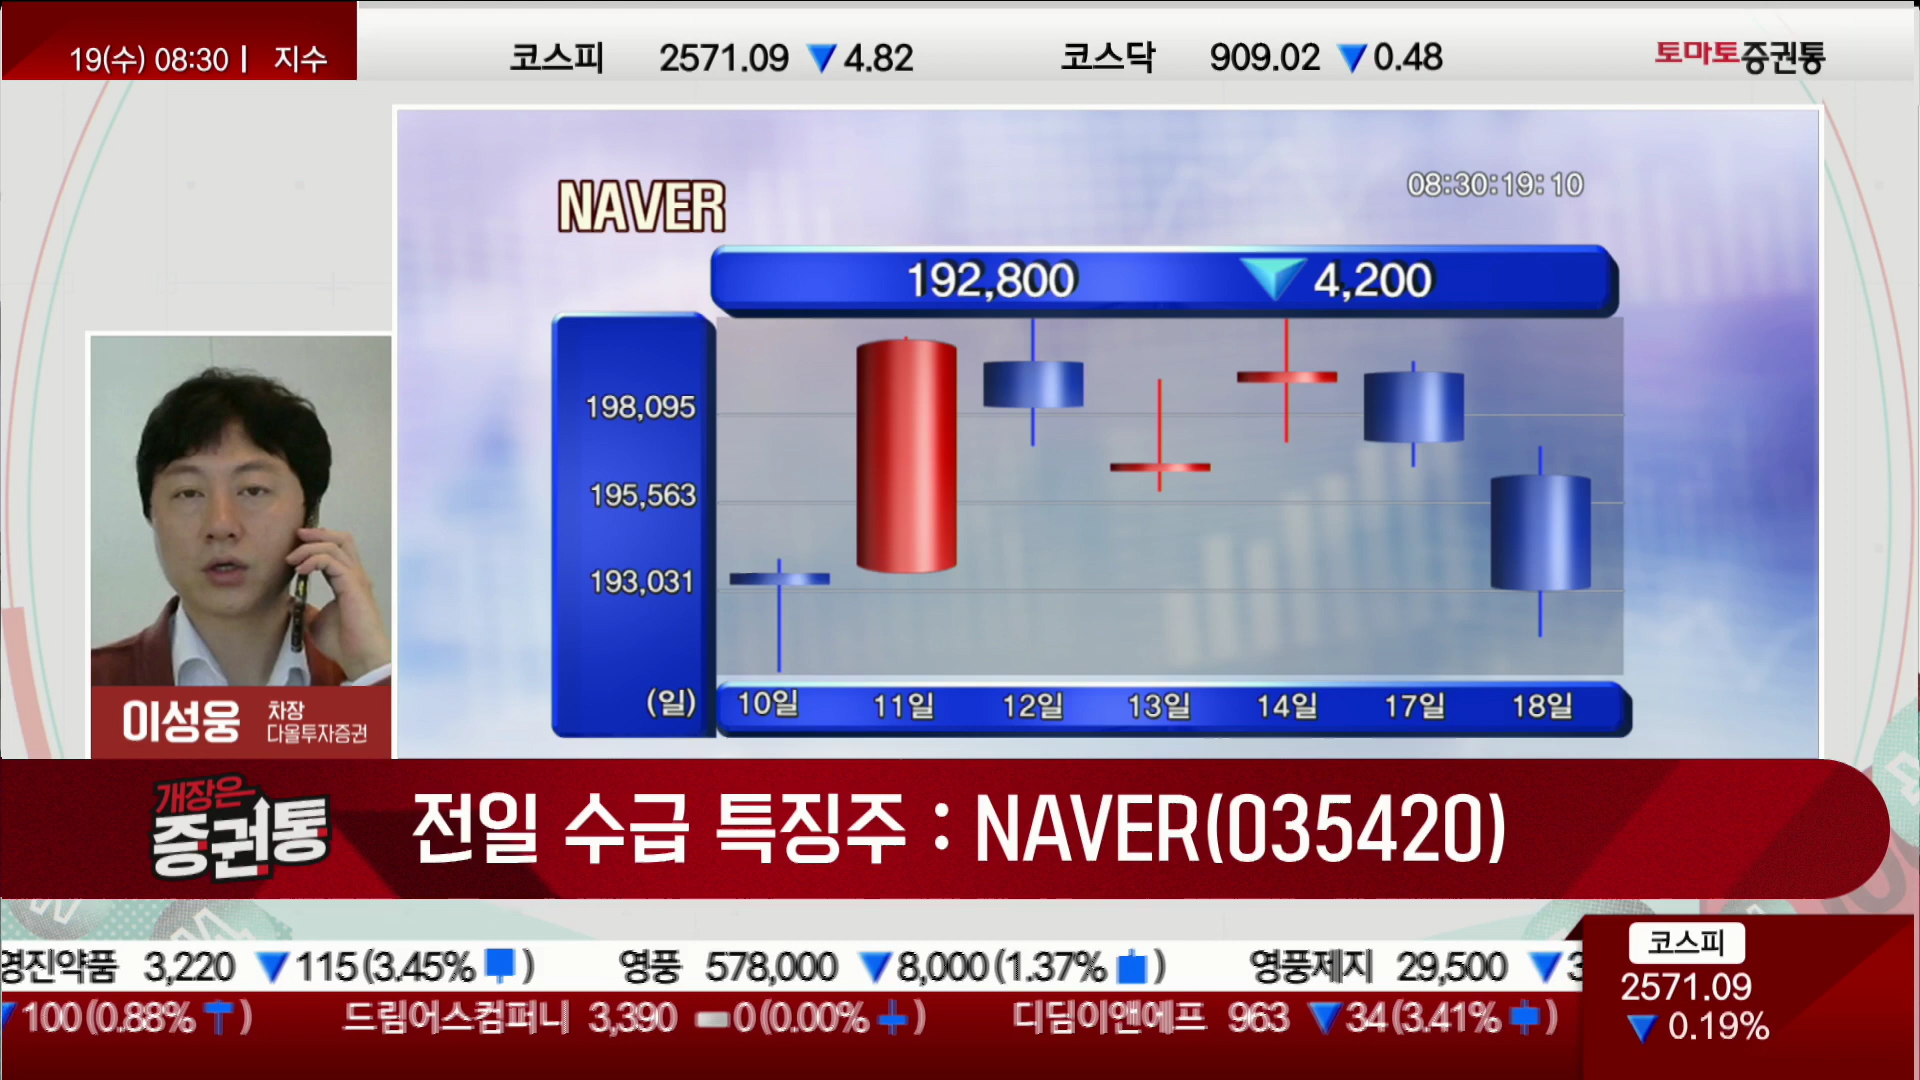 19(수) 08:30 | 지수 코스피 2571.09 ▼4.82 코스닥 909.02 ▼0.48 토마토증권통
NAVER
08:30:19:10
192,800 ▼ 4,200
198,095
195,563
193,031
(일) 10일 11일 12일 13일 14일 17일 18일
이성웅 차장
다올투자증권
개장은
증권통
전일 수급 특징주 : NAVER(035420)
영진약품 3,220 ▼115(3.45% ) 영풍 578,000 ▼8,000(1.37% ) 영풍제지 29,500 ▼3
▼100(0.88% ) 드림어스컴퍼니 3,390 0(0.00% ) 디딤이앤에프 963 ▼34(3.41% )
코스피
2571.09
▼ 0.19%